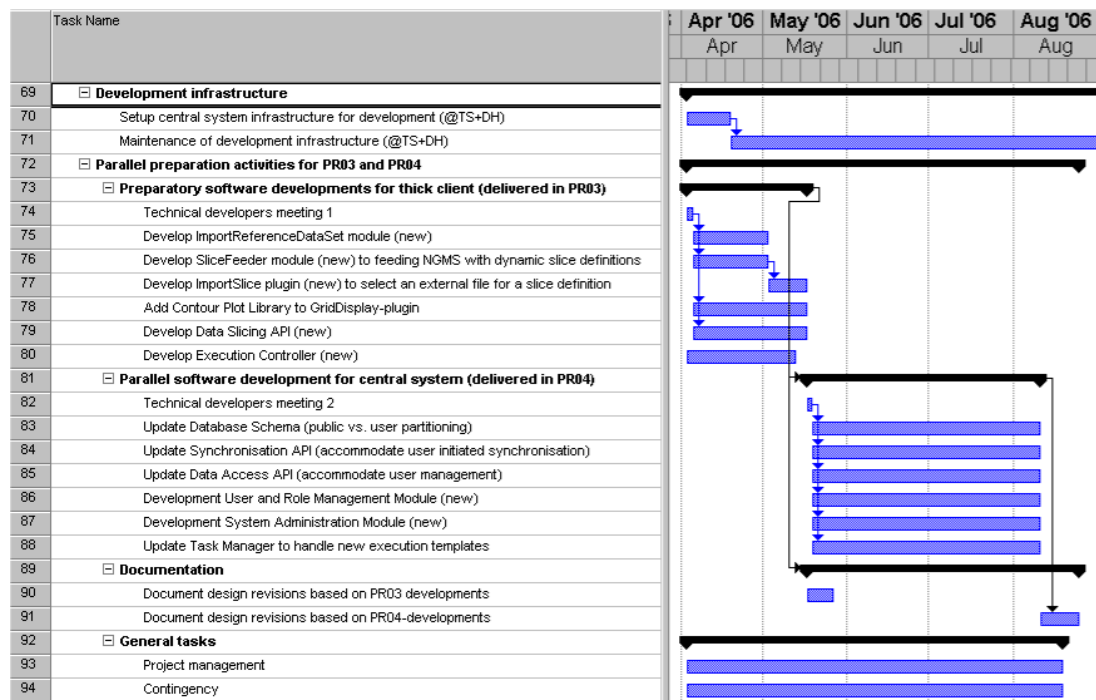 Task Name
Apr '06 May '06 Jun '06 Jul '06 Aug '06
Apr May Jun Jul Aug
69 Development infrastructure
70 Setup central system infrastructure for development (@TS+DH)
71 Maintenance of development infrastructure (@TS+DH)
72 Parallel preparation activities for PR03 and PR04
73 Preparatory software developments for thick client (delivered in PR03)
74 Technical developers meeting 1
75 Develop ImportReferenceDataSet module (new)
76 Develop SliceFeeder module (new) to feeding NGMS with dynamic slice definitions
77 Develop ImportSlice plugin (new) to select an external file for a slice definition
78 Add Contour Plot Library to GridDisplay-plugin
79 Develop Data Slicing API (new)
80 Develop Execution Controller (new)
81 Parallel software development for central system (delivered in PR04)
82 Technical developers meeting 2
83 Update Database Schema (public vs. user partitioning)
84 Update Synchronisation API (accommodate user initiated synchronisation)
85 Update Data Access API (accommodate user management)
86 Development User and Role Management Module (new)
87 Development System Administration Module (new)
88 Update Task Manager to handle new execution templates
89 Documentation
90 Document design revisions based on PR03 developments
91 Document design revisions based on PR04-developments
92 General tasks
93 Project management
94 Contingency